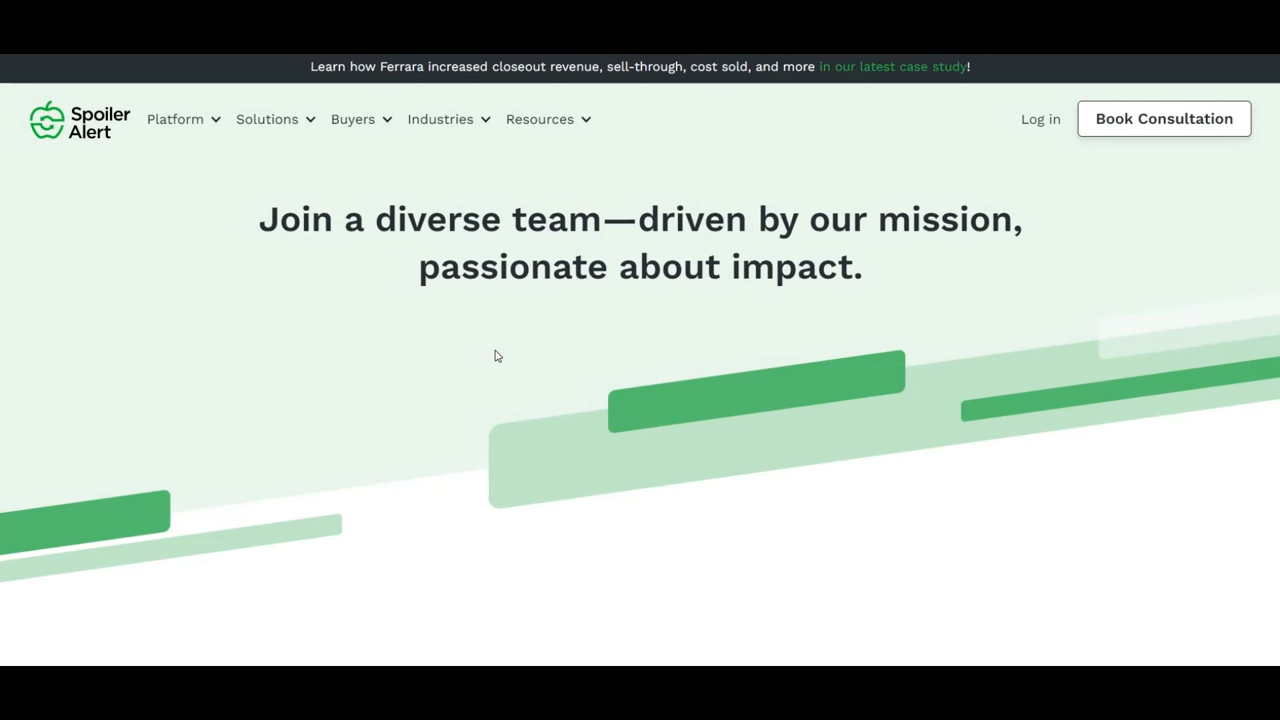 Learn how Ferrara increased closeout revenue, sell-through, cost sold, and more in our latest case study!
Spoiler
Alert
Platform
Solutions
Buyers
Industries
Resources
Log in
Book Consultation
Join a diverse team—driven by our mission,
passionate about impact.